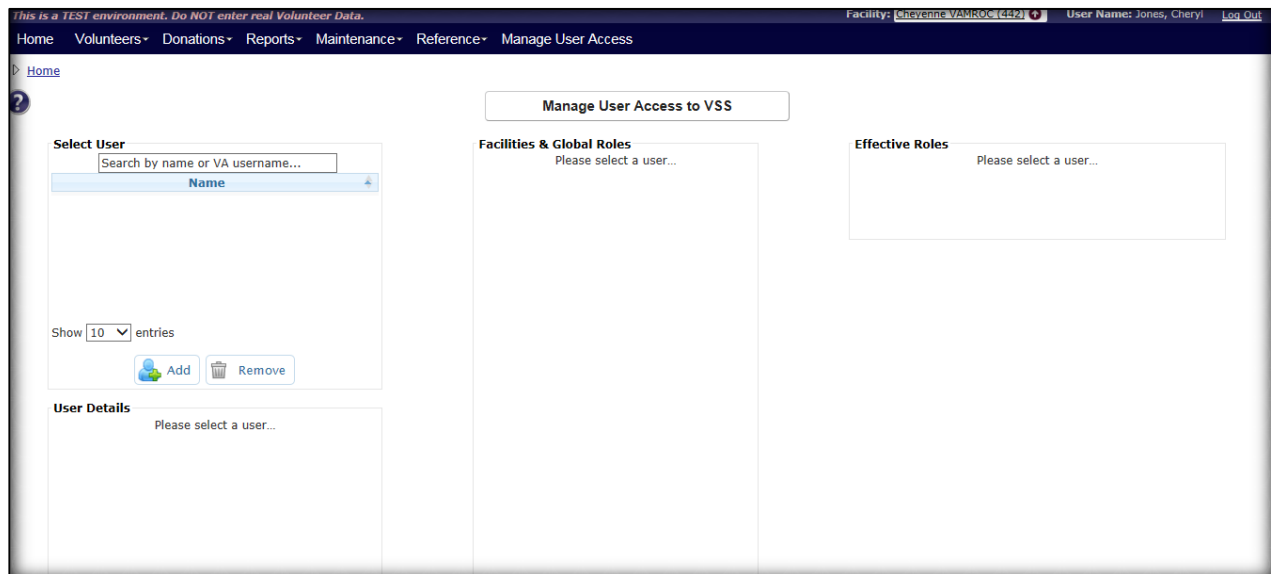 This is a TEST environment. Do NOT enter real Volunteer Data. Facility: Cheyenne VAMROC (442) User Name: Jones, Cheryl Log Out
Home Volunteers Donations Reports Maintenance Reference Manage User Access
Home
?
Manage User Access to VSS
Select User
Search by name or VA username...
Name
Show 10 entries
Add Remove
User Details
Please select a user...
Facilities & Global Roles
Please select a user...
Effective Roles
Please select a user...